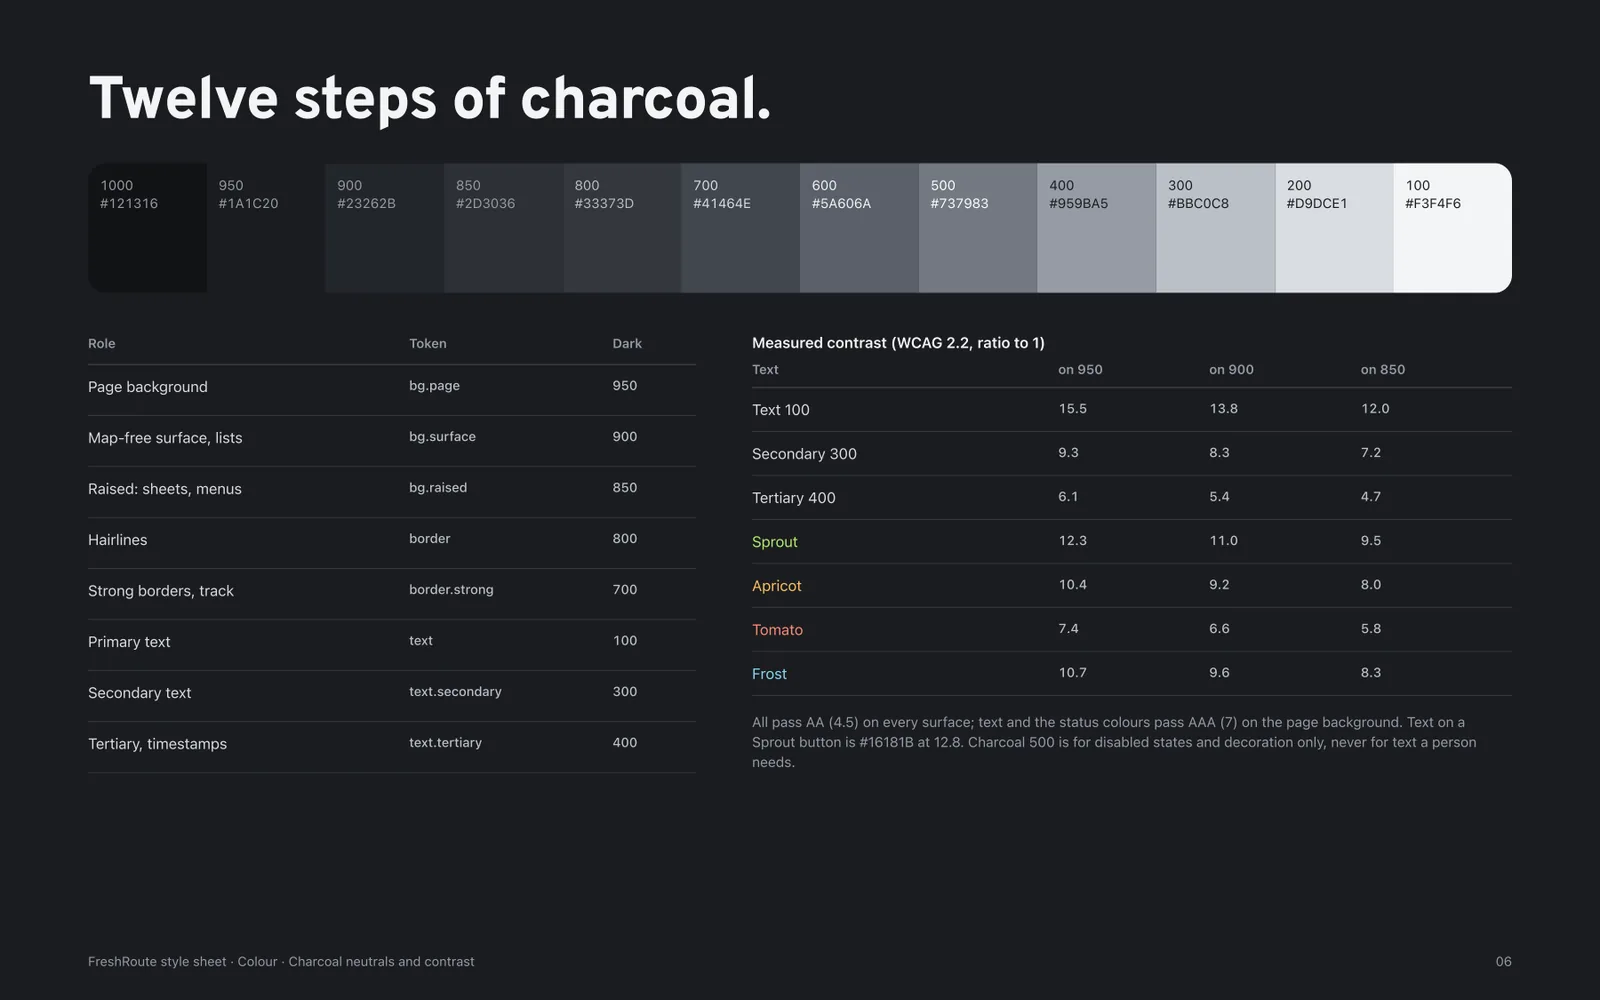 Twelve steps of charcoal.
1000
#121316
950
#1A1C20
900
#23262B
850
#2D3036
800
#33373D
700
#41464E
600
#5A606A
500
#737983
400
#959BA5
300
#BBC0C8
200
#D9DCE1
100
#F3F4F6
Role Token Dark
Page background bg.page 950
Map-free surface, lists bg.surface 900
Raised: sheets, menus bg.raised 850
Hairlines border 800
Strong borders, track border.strong 700
Primary text text 100
Secondary text text.secondary 300
Tertiary, timestamps text.tertiary 400
Measured contrast (WCAG 2.2, ratio to 1)
Text on 950 on 900 on 850
Text 100 15.5 13.8 12.0
Secondary 300 9.3 8.3 7.2
Tertiary 400 6.1 5.4 4.7
Sprout 12.3 11.0 9.5
Apricot 10.4 9.2 8.0
Tomato 7.4 6.6 5.8
Frost 10.7 9.6 8.3
All pass AA (4.5) on every surface; text and the status colours pass AAA (7) on the page background. Text on a
Sprout button is #16181B at 12.8. Charcoal 500 is for disabled states and decoration only, never for text a person
needs.
FreshRoute style sheet · Colour · Charcoal neutrals and contrast
06